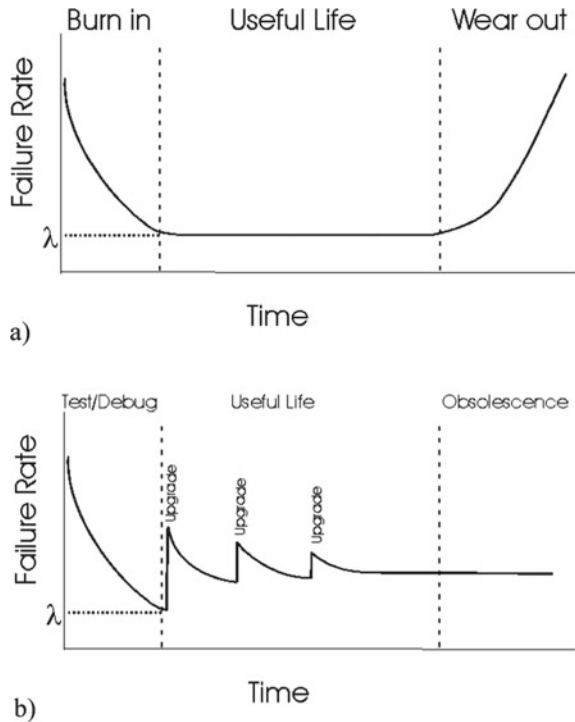 Burn in Useful Life Wear out
Failure Rate
λ
Time
a)
Test/Debug Useful Life Obsolescence
Failure Rate
Upgrade Upgrade Upgrade
λ
Time
b)